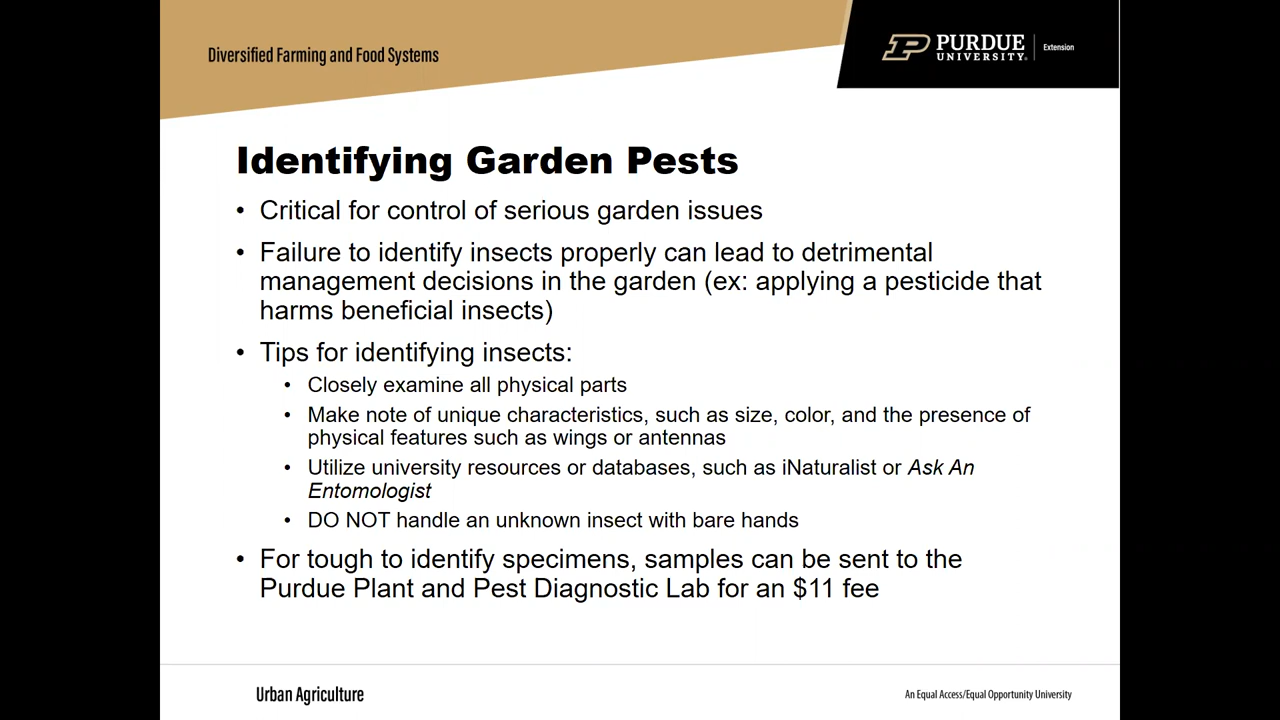 Diversified Farming and Food Systems
PURDUE
UNIVERSITY®
Extension
Identifying Garden Pests
• Critical for control of serious garden issues
• Failure to identify insects properly can lead to detrimental
management decisions in the garden (ex: applying a pesticide that
harms beneficial insects)
• Tips for identifying insects:
• Closely examine all physical parts
• Make note of unique characteristics, such as size, color, and the presence of
physical features such as wings or antennas
• Utilize university resources or databases, such as iNaturalist or Ask An
Entomologist
• DO NOT handle an unknown insect with bare hands
• For tough to identify specimens, samples can be sent to the
Purdue Plant and Pest Diagnostic Lab for an $11 fee
Urban Agriculture
An Equal Access/Equal Opportunity University